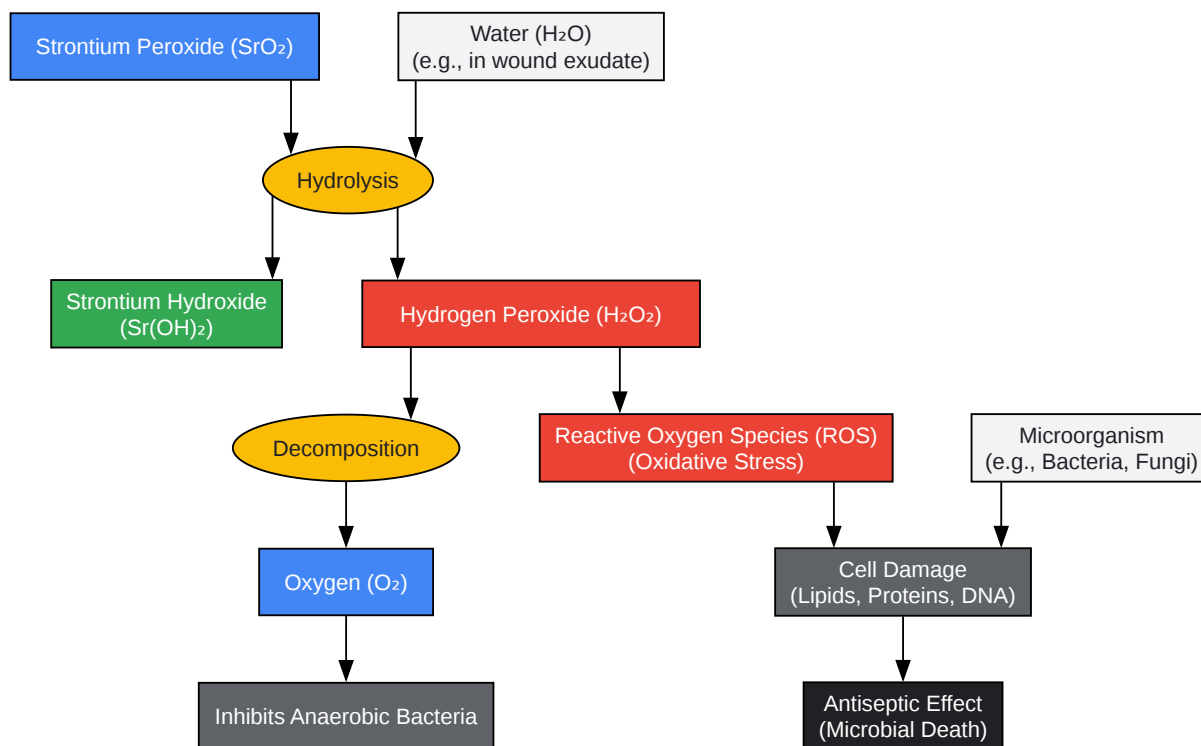 Strontium Peroxide (SrO₂)
Water (H₂O)
(e.g., in wound exudate)
Hydrolysis
Strontium Hydroxide
(Sr(OH)₂)
Hydrogen Peroxide (H₂O₂)
Decomposition
Reactive Oxygen Species (ROS)
(Oxidative Stress)
Microorganism
(e.g., Bacteria, Fungi)
Oxygen (O₂)
Cell Damage
(Lipids, Proteins, DNA)
Inhibits Anaerobic Bacteria
Antiseptic Effect
(Microbial Death)